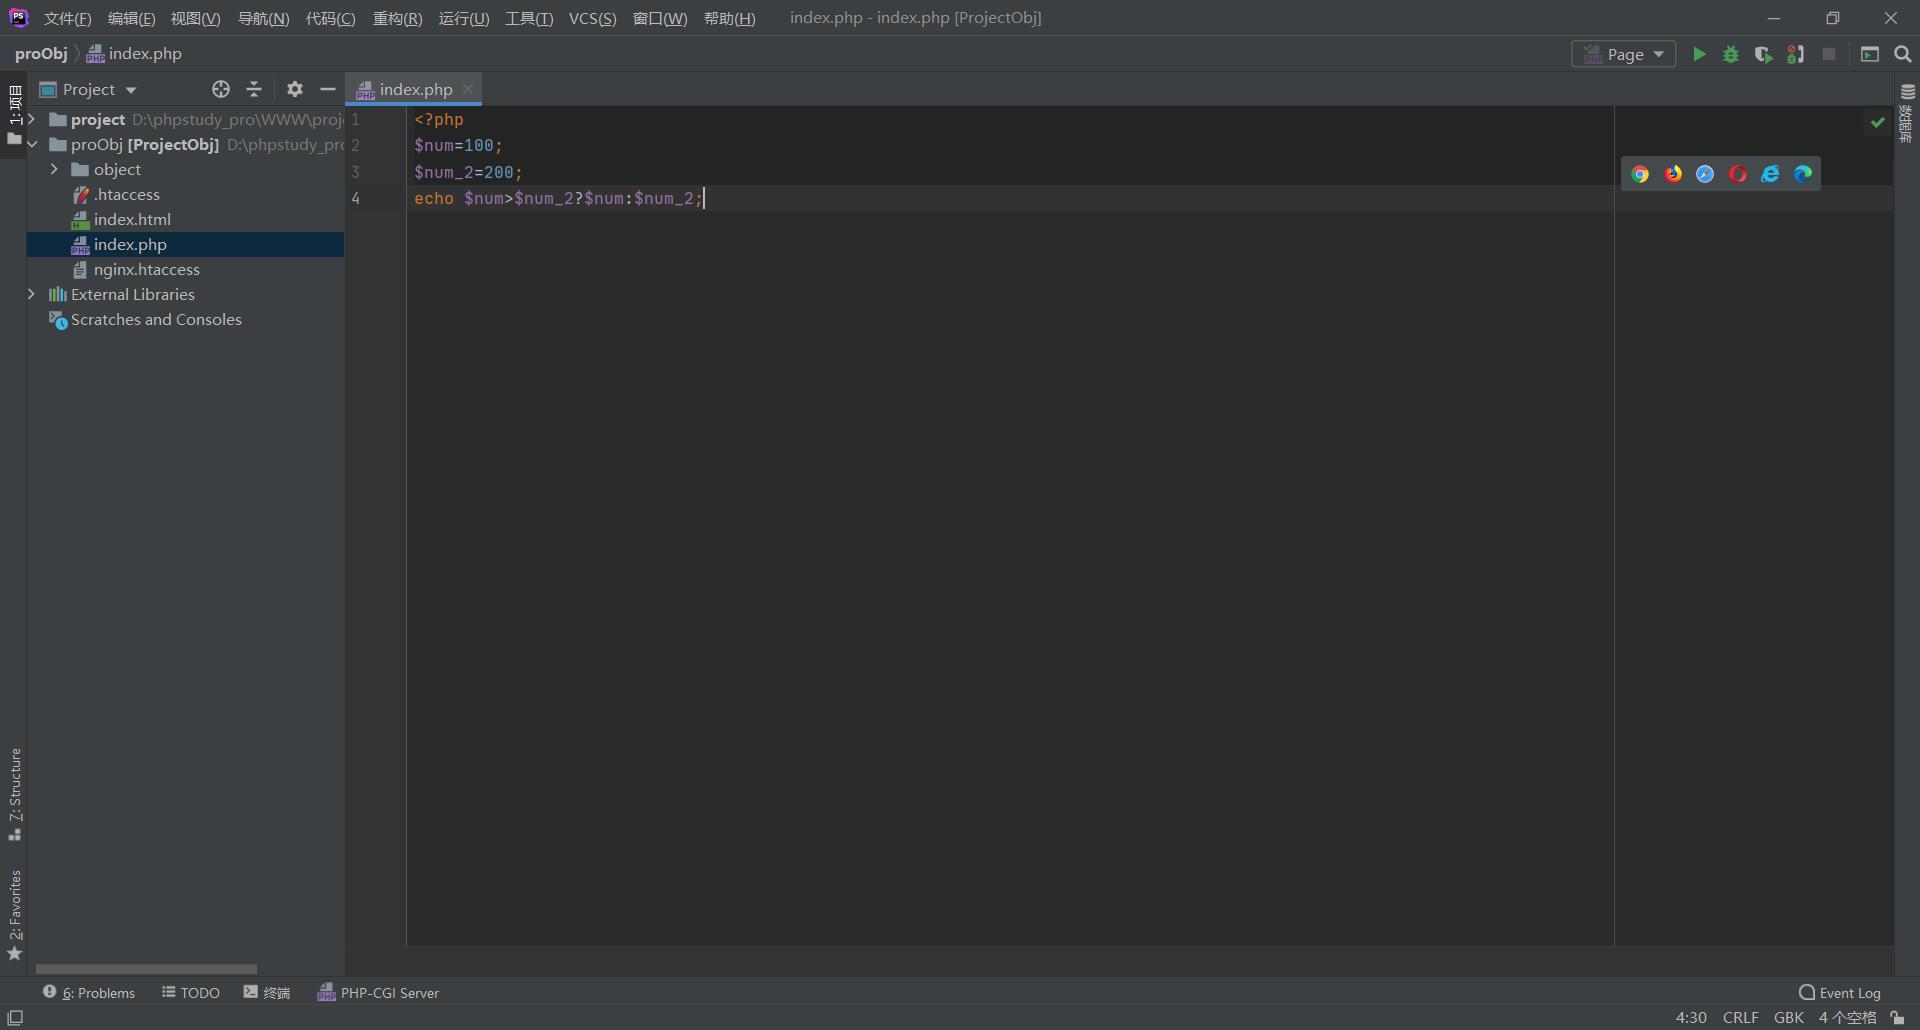 文件(F) 编辑(E) 视图(V) 导航(N) 代码(C) 重构(R) 运行(U) 工具(T) VCS(S) 窗口(W) 帮助(H) index.php - index.php [ProjectObj]
proObj index.php Page
Project index.php
1:项目
数据库
project D:\phpstudy_pro\WWW\proj
proObj [ProjectObj] D:\phpstudy_pro
object
.htaccess
index.html
index.php
nginx.htaccess
External Libraries
Scratches and Consoles
1 <?php
2 $num=100;
3 $num_2=200;
4 echo $num>$num_2?$num:$num_2;
7: Structure
2: Favorites
6: Problems TODO 终端 PHP-CGI Server Event Log
4:30 CRLF GBK 4 个空格